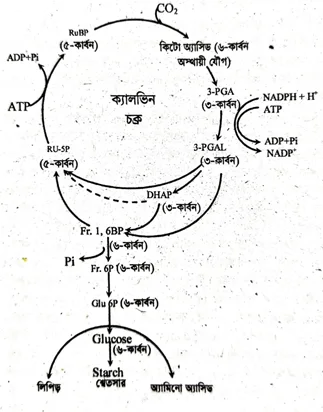 CO₂
RuBP
(৫-কার্বন)
কিটো অ্যাসিড (৬-কার্বন
অস্থায়ী যৌগ)
ADP+Pi
ক্যালভিন
চক্র
3-PGA
(৩-কার্বন)
NADPH + H⁺
ATP
ATP
ADP+Pi
NADP⁺
RU-5P
(৫-কার্বন)
3-PGAL
(৩-কার্বন)
DHAP
(৩-কার্বন)
Fr. 1, 6BP
(৬-কার্বন)
Pi
Fr. 6P (৬-কার্বন)
Glu 6P (৬-কার্বন)
Glucose
(৬-কার্বন)
Starch
শ্বেতসার
লিপিড
অ্যামিনো অ্যাসিড